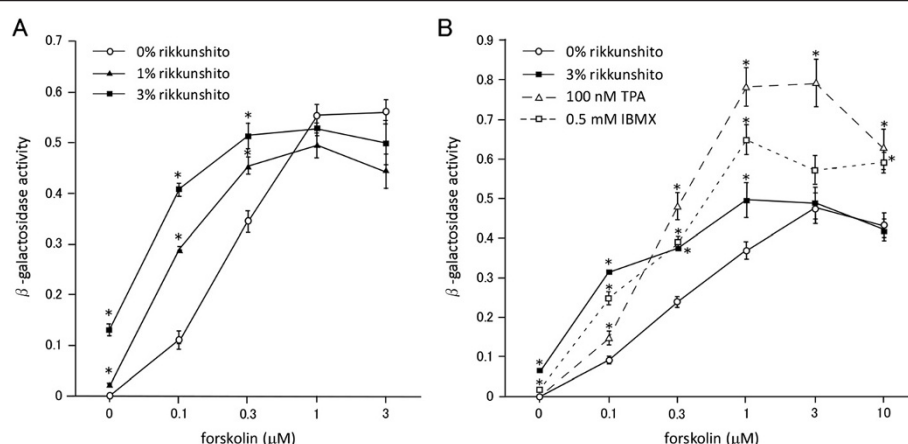 A
0% rikkunshito
1% rikkunshito
3% rikkunshito
β-galactosidase activity
0.7
0.6
0.5
0.4
0.3
0.2
0.1
0
0 0.1 0.3 1 3
forskolin (μM)
* * * * * *
B
0% rikkunshito
3% rikkunshito
100 nM TPA
0.5 mM IBMX
β-galactosidase activity
0.9
0.8
0.7
0.6
0.5
0.4
0.3
0.2
0.1
0
0 0.1 0.3 1 3 10
forskolin (μM)
* * * * * * * * * * * * * *